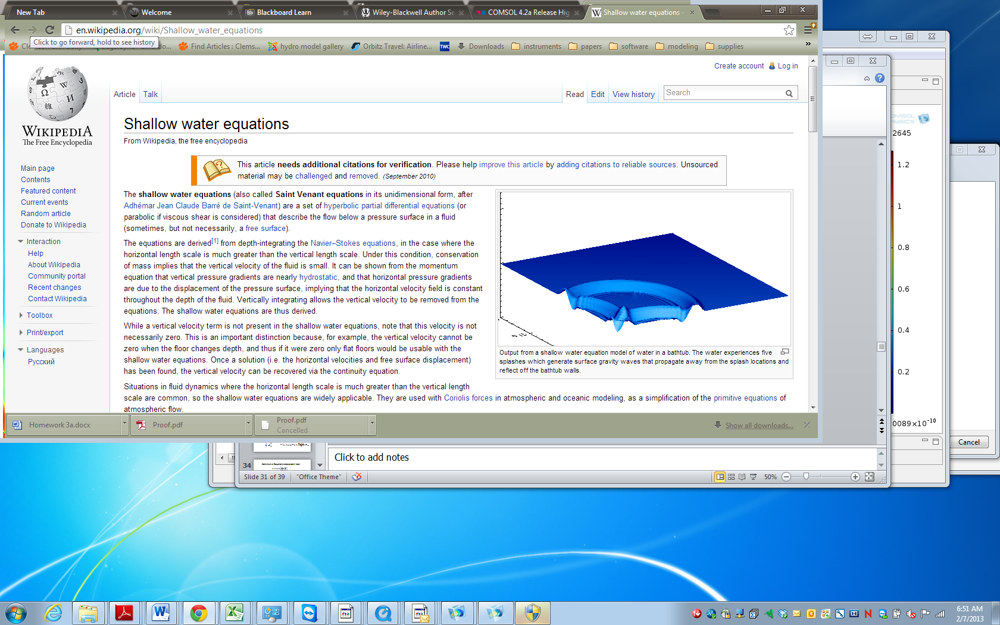 New Tab
Welcome
Blackboard Learn
Wiley-Blackwell Author Se
COMSOL 4.2a Release Hig
Shallow water equations -
en.wikipedia.org/wiki/Shallow_water_equations
Click to go forward, hold to see history
Find Articles : Clems...
hydro model gallery
Orbitz Travel: Airline...
TWC
Downloads
instruments
papers
software
modeling
supplies
Create account
Log in
Article
Talk
Read
Edit
View history
Search
WIKIPEDIA
The Free Encyclopedia
Main page
Contents
Featured content
Current events
Random article
Donate to Wikipedia
Interaction
Help
About Wikipedia
Community portal
Recent changes
Contact Wikipedia
Toolbox
Print/export
Languages
Русский
Shallow water equations
From Wikipedia, the free encyclopedia
This article needs additional citations for verification. Please help improve this article by adding citations to reliable sources. Unsourced
material may be challenged and removed. (September 2010)
The shallow water equations (also called Saint Venant equations in its unidimensional form, after
Adhémar Jean Claude Barré de Saint-Venant) are a set of hyperbolic partial differential equations (or
parabolic if viscous shear is considered) that describe the flow below a pressure surface in a fluid
(sometimes, but not necessarily, a free surface).
The equations are derived[1] from depth-integrating the Navier–Stokes equations, in the case where the
horizontal length scale is much greater than the vertical length scale. Under this condition, conservation
of mass implies that the vertical velocity of the fluid is small. It can be shown from the momentum
equation that vertical pressure gradients are nearly hydrostatic, and that horizontal pressure gradients
are due to the displacement of the pressure surface, implying that the horizontal velocity field is constant
throughout the depth of the fluid. Vertically integrating allows the vertical velocity to be removed from the
equations. The shallow water equations are thus derived.
While a vertical velocity term is not present in the shallow water equations, note that this velocity is not
necessarily zero. This is an important distinction because, for example, the vertical velocity cannot be
zero when the floor changes depth, and thus if it were zero only flat floors would be usable with the
shallow water equations. Once a solution (i.e. the horizontal velocities and free surface displacement)
has been found, the vertical velocity can be recovered via the continuity equation.
Situations in fluid dynamics where the horizontal length scale is much greater than the vertical length
scale are common, so the shallow water equations are widely applicable. They are used with Coriolis forces in atmospheric and oceanic modeling, as a simplification of the primitive equations of
atmospheric flow.
Output from a shallow water equation model of water in a bathtub. The water experiences five
splashes which generate surface gravity waves that propagate away from the splash locations and
reflect off the bathtub walls.
Homework 3a.docx
Proof.pdf
Proof.pdf
Cancelled
Show all downloads...
2645
1.2
1
0.8
0.6
0.4
0.2
0089×10-10
Cancel
34
Click to add notes
Slide 31 of 39
"Office Theme"
50%
6:51 AM
2/7/2013